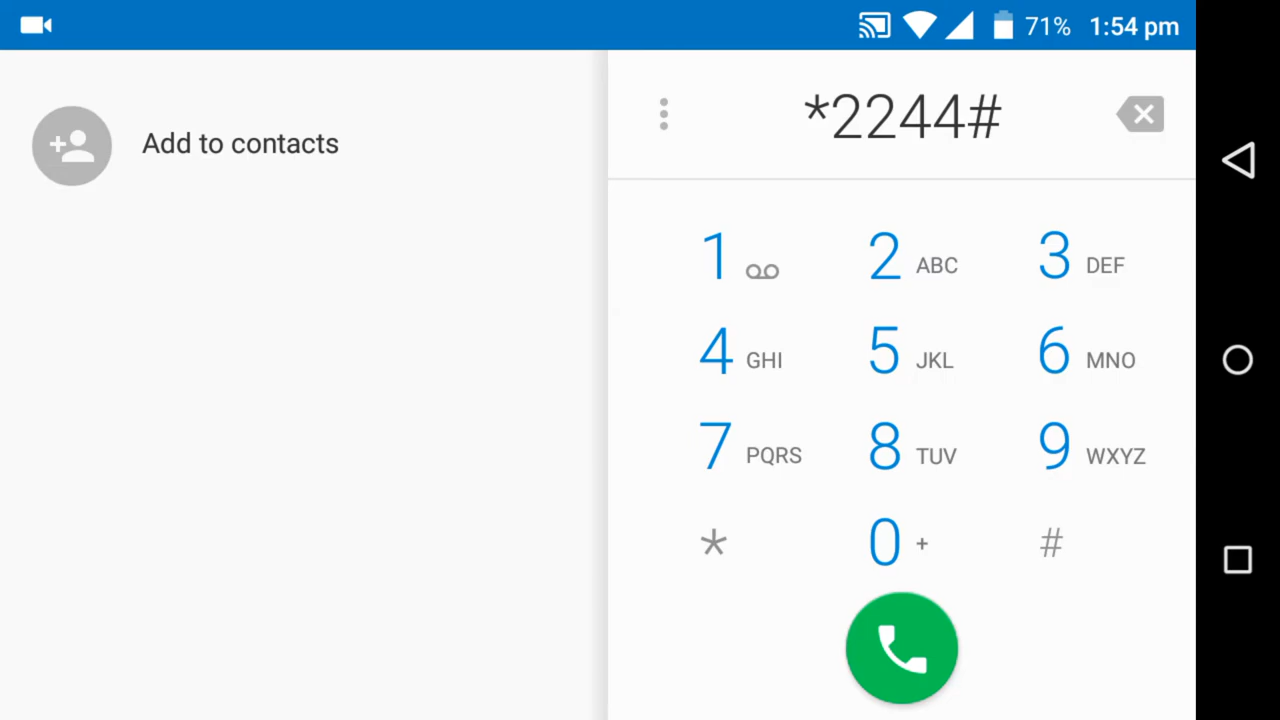 71% 1:54 pm
Add to contacts
*2244#
1 2 ABC 3 DEF
4 GHI 5 JKL 6 MNO
7 PQRS 8 TUV 9 WXYZ
* 0 + #